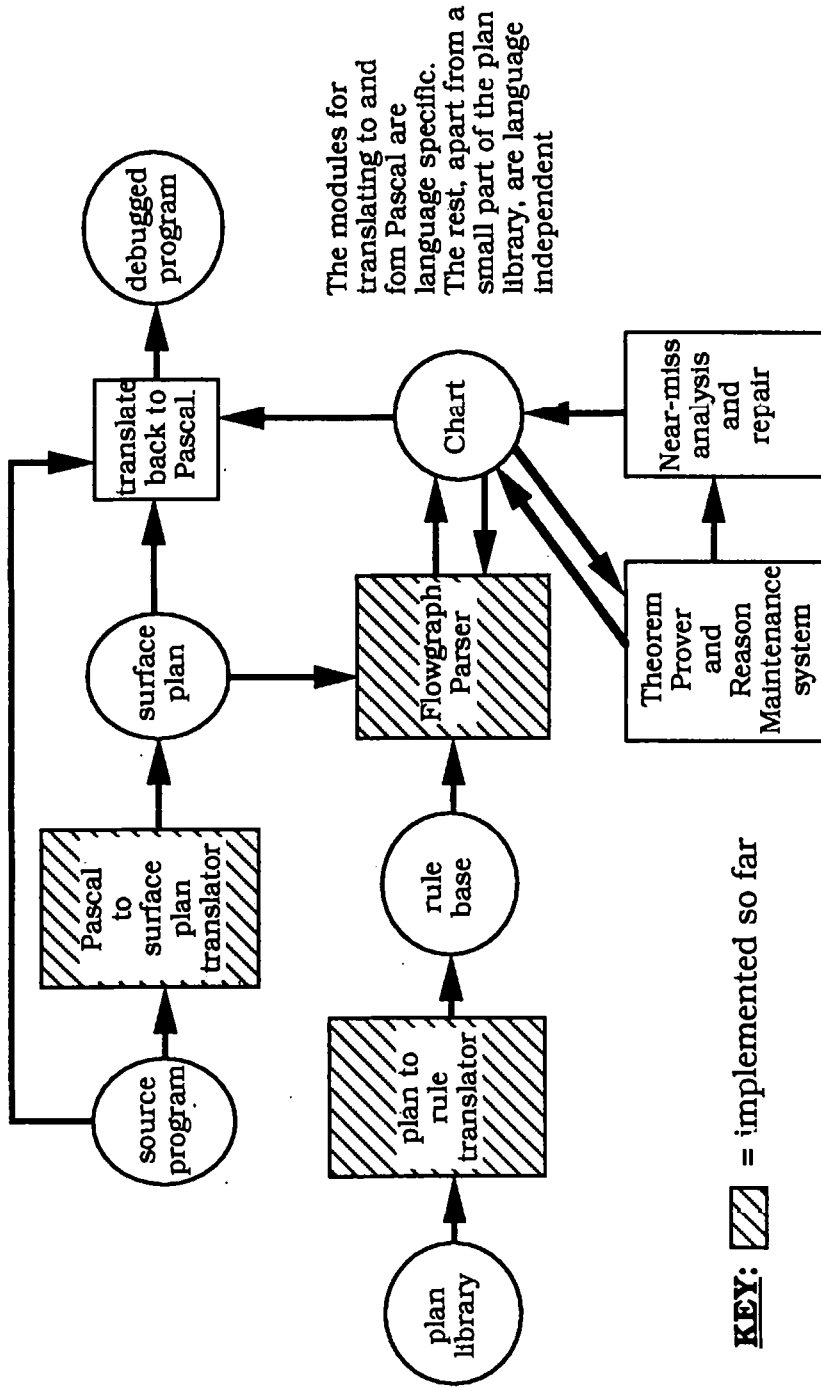 source
program
Pascal
to
surface
plan
translator
surface
plan
translate
back to
Pascal.
debugged
program
plan
library
plan to
rule
translator
rule
base
Flowgraph
Parser
Chart
The modules for
translating to and
fom Pascal are
language specific.
The rest, apart from a
small part of the plan
library, are language
independent
Theorem
Prover
and
Reason
Maintenance
system
Near-miss
analysis
and
repair
KEY: = implemented so far